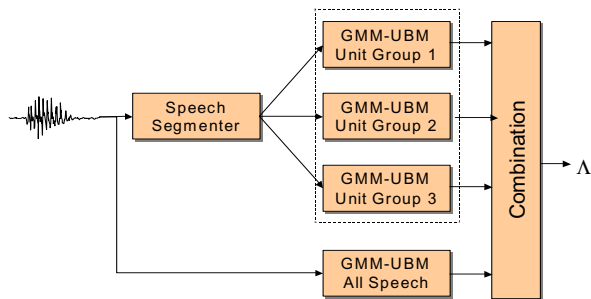 GMM-UBM
Unit Group 1
Speech
Segmenter
GMM-UBM
Unit Group 2
GMM-UBM
Unit Group 3
GMM-UBM
All Speech
Combination
Λ